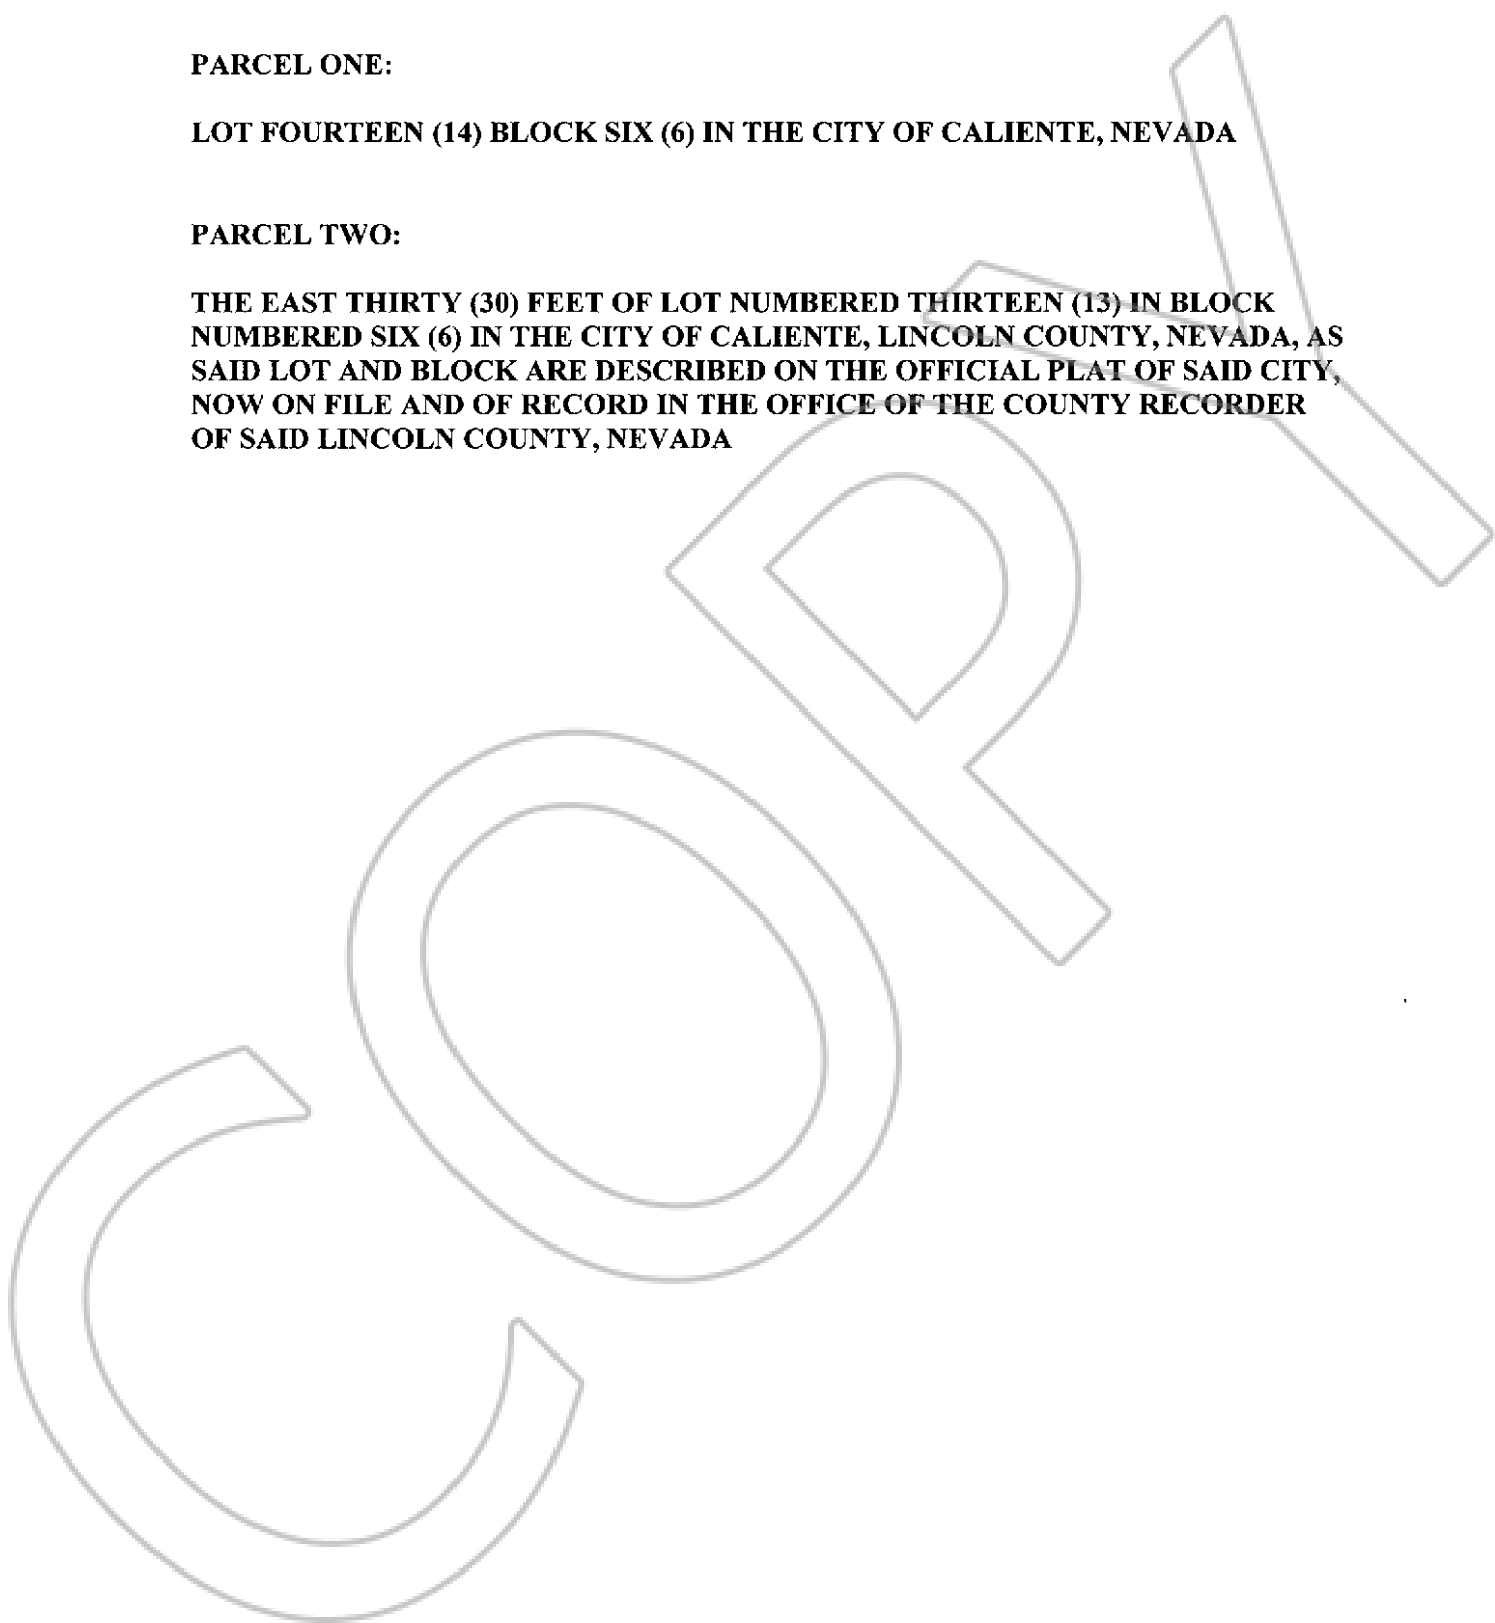 PARCEL ONE:
LOT FOURTEEN (14) BLOCK SIX (6) IN THE CITY OF CALIENTE, NEVADA
PARCEL TWO:
THE EAST THIRTY (30) FEET OF LOT NUMBERED THIRTEEN (13) IN BLOCK
NUMBERED SIX (6) IN THE CITY OF CALIENTE, LINCOLN COUNTY, NEVADA, AS
SAID LOT AND BLOCK ARE DESCRIBED ON THE OFFICIAL PLAT OF SAID CITY,
NOW ON FILE AND OF RECORD IN THE OFFICE OF THE COUNTY RECORDER
OF SAID LINCOLN COUNTY, NEVADA
COPY